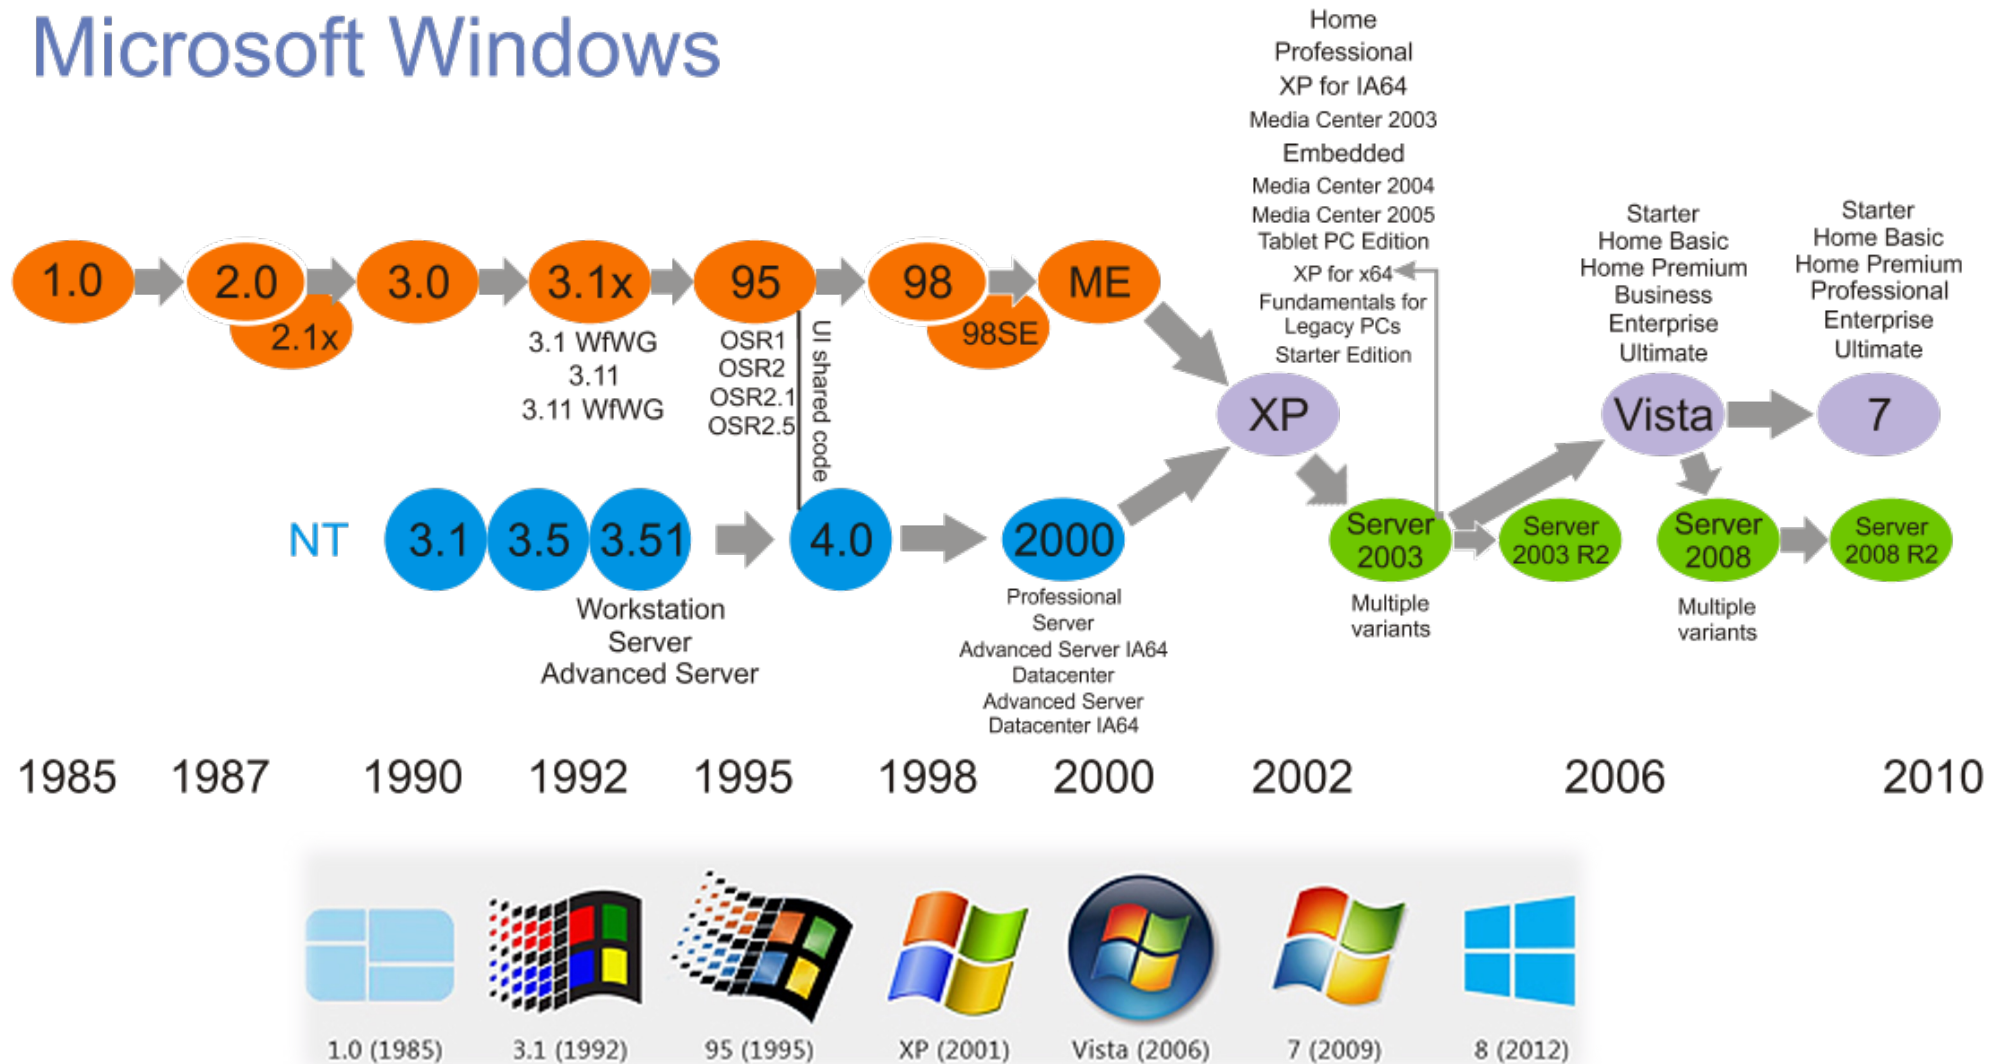 Microsoft Windows
Home
Professional
XP for IA64
Media Center 2003
Embedded
Media Center 2004
Media Center 2005
Tablet PC Edition
XP for x64
Fundamentals for
Legacy PCs
Starter Edition
Starter
Home Basic
Home Premium
Business
Enterprise
Ultimate
Starter
Home Basic
Home Premium
Professional
Enterprise
Ultimate
1.0
2.0
2.1x
3.0
3.1x
3.1 WfWG
3.11
3.11 WfWG
95
OSR1
OSR2
OSR2.1
OSR2.5
UI shared code
98
98SE
ME
XP
Vista
7
NT
3.1
3.5
3.51
Workstation
Server
Advanced Server
4.0
2000
Professional
Server
Advanced Server IA64
Datacenter
Advanced Server
Datacenter IA64
Server
2003
Multiple
variants
Server
2003 R2
Server
2008
Multiple
variants
Server
2008 R2
1985
1987
1990
1992
1995
1998
2000
2002
2006
2010
1.0 (1985)
3.1 (1992)
95 (1995)
XP (2001)
Vista (2006)
7 (2009)
8 (2012)